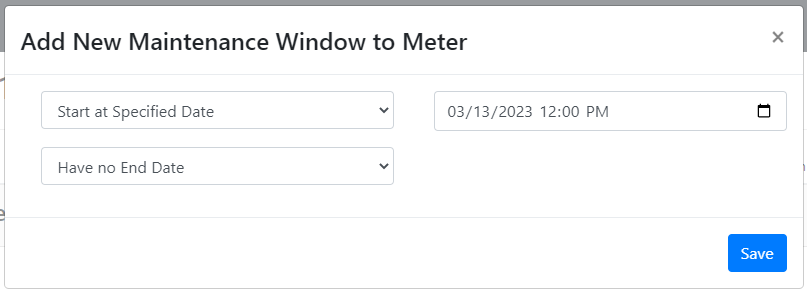 Add New Maintenance Window to Meter
×
Start at Specified Date
03/13/2023 12:00 PM
Have no End Date
Save